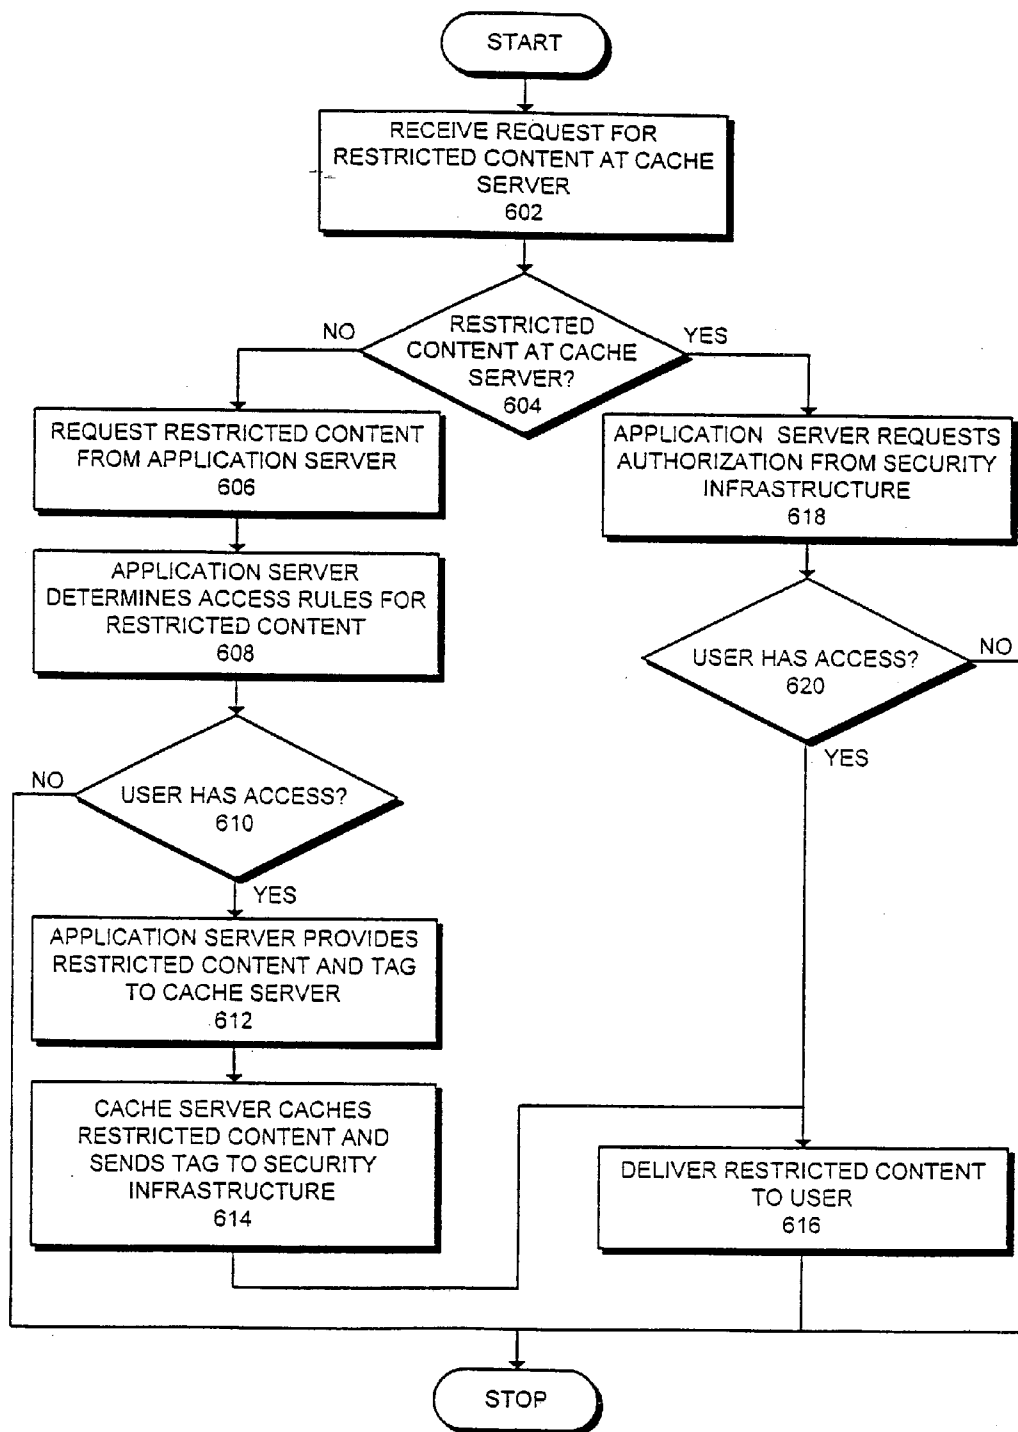 START
RECEIVE REQUEST FOR
RESTRICTED CONTENT AT CACHE
SERVER
602
RESTRICTED
CONTENT AT CACHE
SERVER?
604
NO
YES
REQUEST RESTRICTED CONTENT
FROM APPLICATION SERVER
606
APPLICATION SERVER
DETERMINES ACCESS RULES FOR
RESTRICTED CONTENT
608
USER HAS ACCESS?
610
NO
YES
APPLICATION SERVER PROVIDES
RESTRICTED CONTENT AND TAG
TO CACHE SERVER
612
CACHE SERVER CACHES
RESTRICTED CONTENT AND
SENDS TAG TO SECURITY
INFRASTRUCTURE
614
APPLICATION SERVER REQUESTS
AUTHORIZATION FROM SECURITY
INFRASTRUCTURE
618
USER HAS ACCESS?
620
NO
YES
DELIVER RESTRICTED CONTENT
TO USER
616
STOP